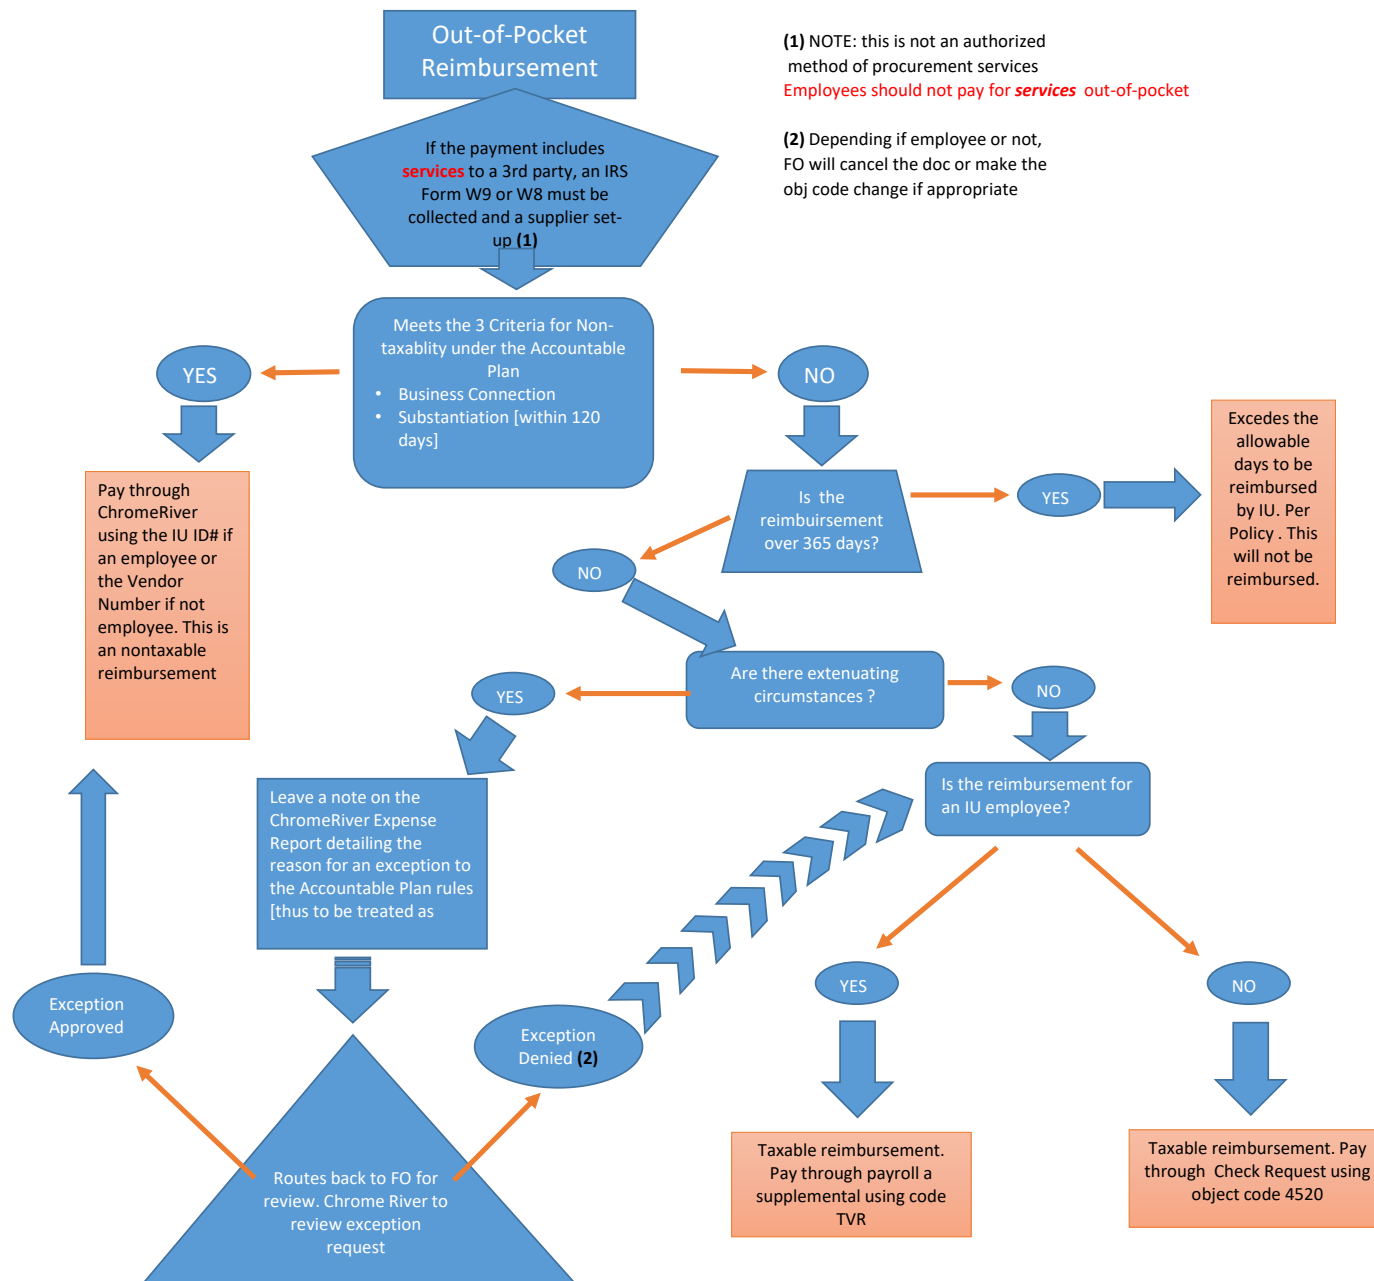 Out-of-Pocket
Reimbursement
(1) NOTE: this is not an authorized
method of procurement services
Employees should not pay for services out-of-pocket
(2) Depending if employee or not,
FO will cancel the doc or make the
obj code change if appropriate
If the payment includes
services to a 3rd party, an IRS
Form W9 or W8 must be
collected and a supplier set-
up (1)
Meets the 3 Criteria for Non-
taxablity under the Accountable
Plan
• Business Connection
• Substantiation [within 120
days]
YES
NO
Pay through
ChromeRiver
using the IU ID# if
an employee or
the Vendor
Number if not
employee. This is
an nontaxable
reimbursement
Is the
reimbuirsement
over 365 days?
YES
Excedes the
allowable
days to be
reimbursed
by IU. Per
Policy . This
will not be
reimbursed.
NO
Are there extenuating
circumstances ?
YES
NO
Leave a note on the
ChromeRiver Expense
Report detailing the
reason for an exception to
the Accountable Plan rules
[thus to be treated as
Is the reimbursement for
an IU employee?
Exception
Approved
Exception
Denied (2)
YES
NO
Routes back to FO for
review. Chrome River to
review exception
request
Taxable reimbursement.
Pay through payroll a
supplemental using code
TVR
Taxable reimbursement. Pay
through Check Request using
object code 4520